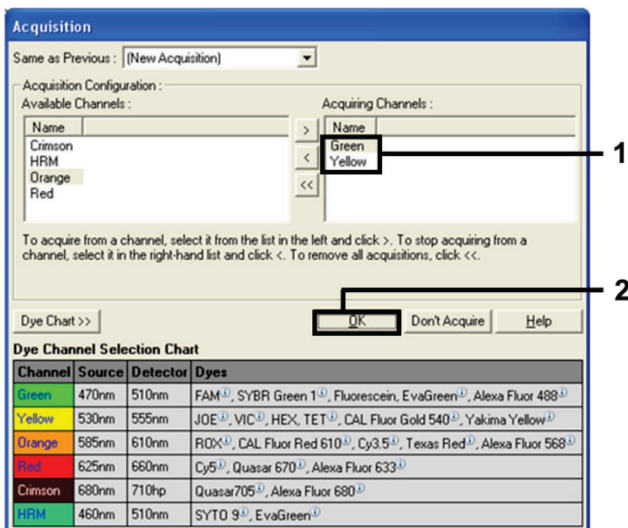 Acquisition
Same as Previous : (New Acquisition)
Acquisition Configuration :
Available Channels :
Acquiring Channels :
Name
Name
>
Crimson
Green
HRM
<
Yellow
1
Orange
<<
Red
To acquire from a channel, select it from the list in the left and click >. To stop acquiring from a
channel, select it in the right-hand list and click <. To remove all acquisitions, click <<.
2
Dye Chart >>
OK
Don't Acquire
Help
Dye Channel Selection Chart
Channel Source Detector Dyes
Green 470nm 510nm FAM, SYBR Green 1, Fluorescein, EvaGreen, Alexa Fluor 488
Yellow 530nm 555nm JOE, VIC, HEX, TET, CAL Fluor Gold 540, Yakima Yellow
Orange 585nm 610nm ROX, CAL Fluor Red 610, Cy3.5, Texas Red, Alexa Fluor 568
Red 625nm 660nm Cy5, Quasar 670, Alexa Fluor 633
Crimson 680nm 710hp Quasar705, Alexa Fluor 680
HRM 460nm 510nm SYTO 9, EvaGreen